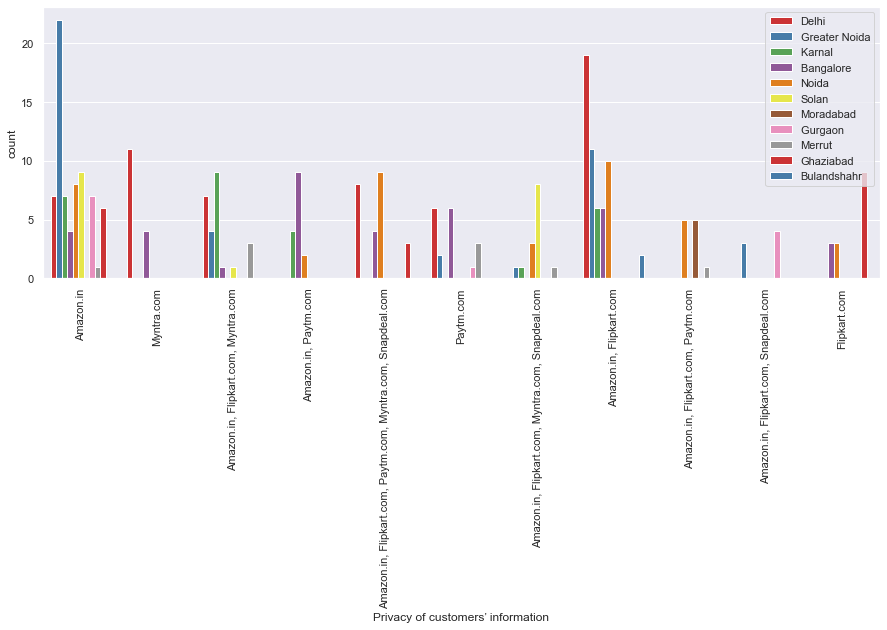 Delhi
Greater Noida
Karnal
Bangalore
Noida
Solan
Moradabad
Gurgaon
Merrut
Ghaziabad
Bulandshahr
count
20
15
10
5
0
Amazon.in
Myntra.com
Amazon.in, Flipkart.com, Myntra.com
Amazon.in, Paytm.com
Amazon.in, Flipkart.com, Paytm.com, Myntra.com, Snapdeal.com
Paytm.com
Amazon.in, Flipkart.com, Myntra.com, Snapdeal.com
Amazon.in, Flipkart.com
Amazon.in, Flipkart.com, Paytm.com
Amazon.in, Flipkart.com, Snapdeal.com
Flipkart.com
Privacy of customers’ information